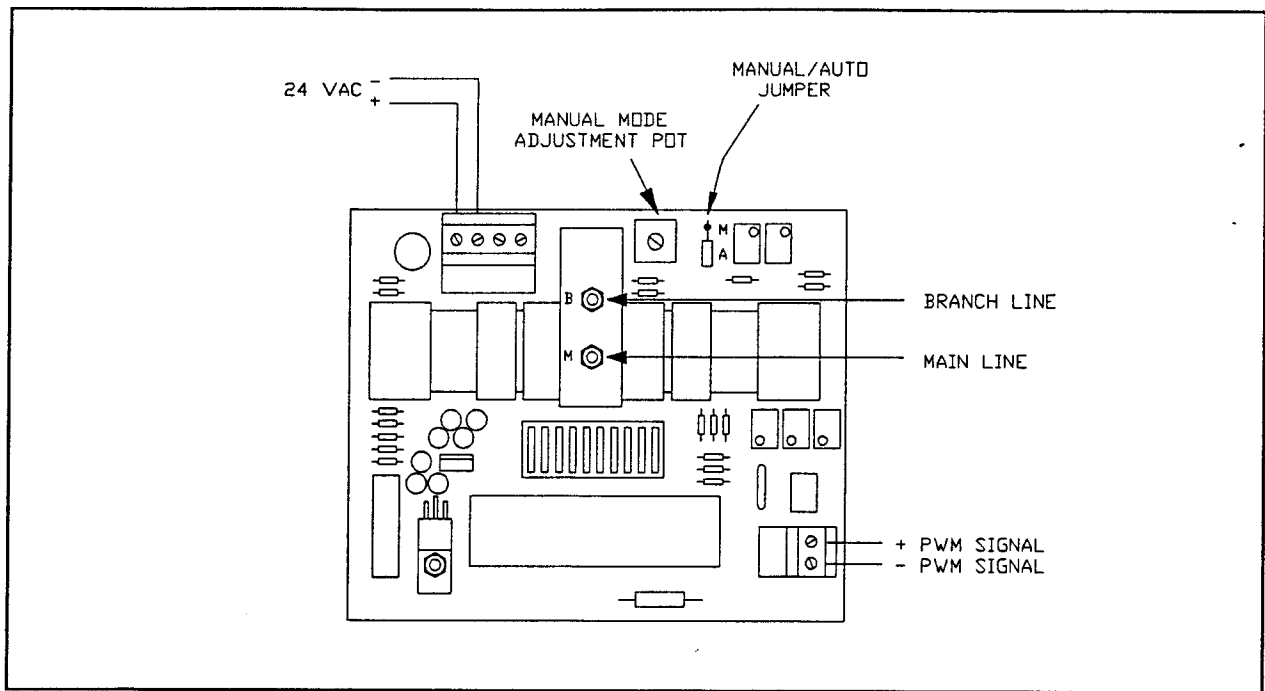 MANUAL/AUTO
JUMPER
24 VAC -
+
MANUAL MODE
ADJUSTMENT POT
M
A
B
BRANCH LINE
M
MAIN LINE
+ PWM SIGNAL
- PWM SIGNAL